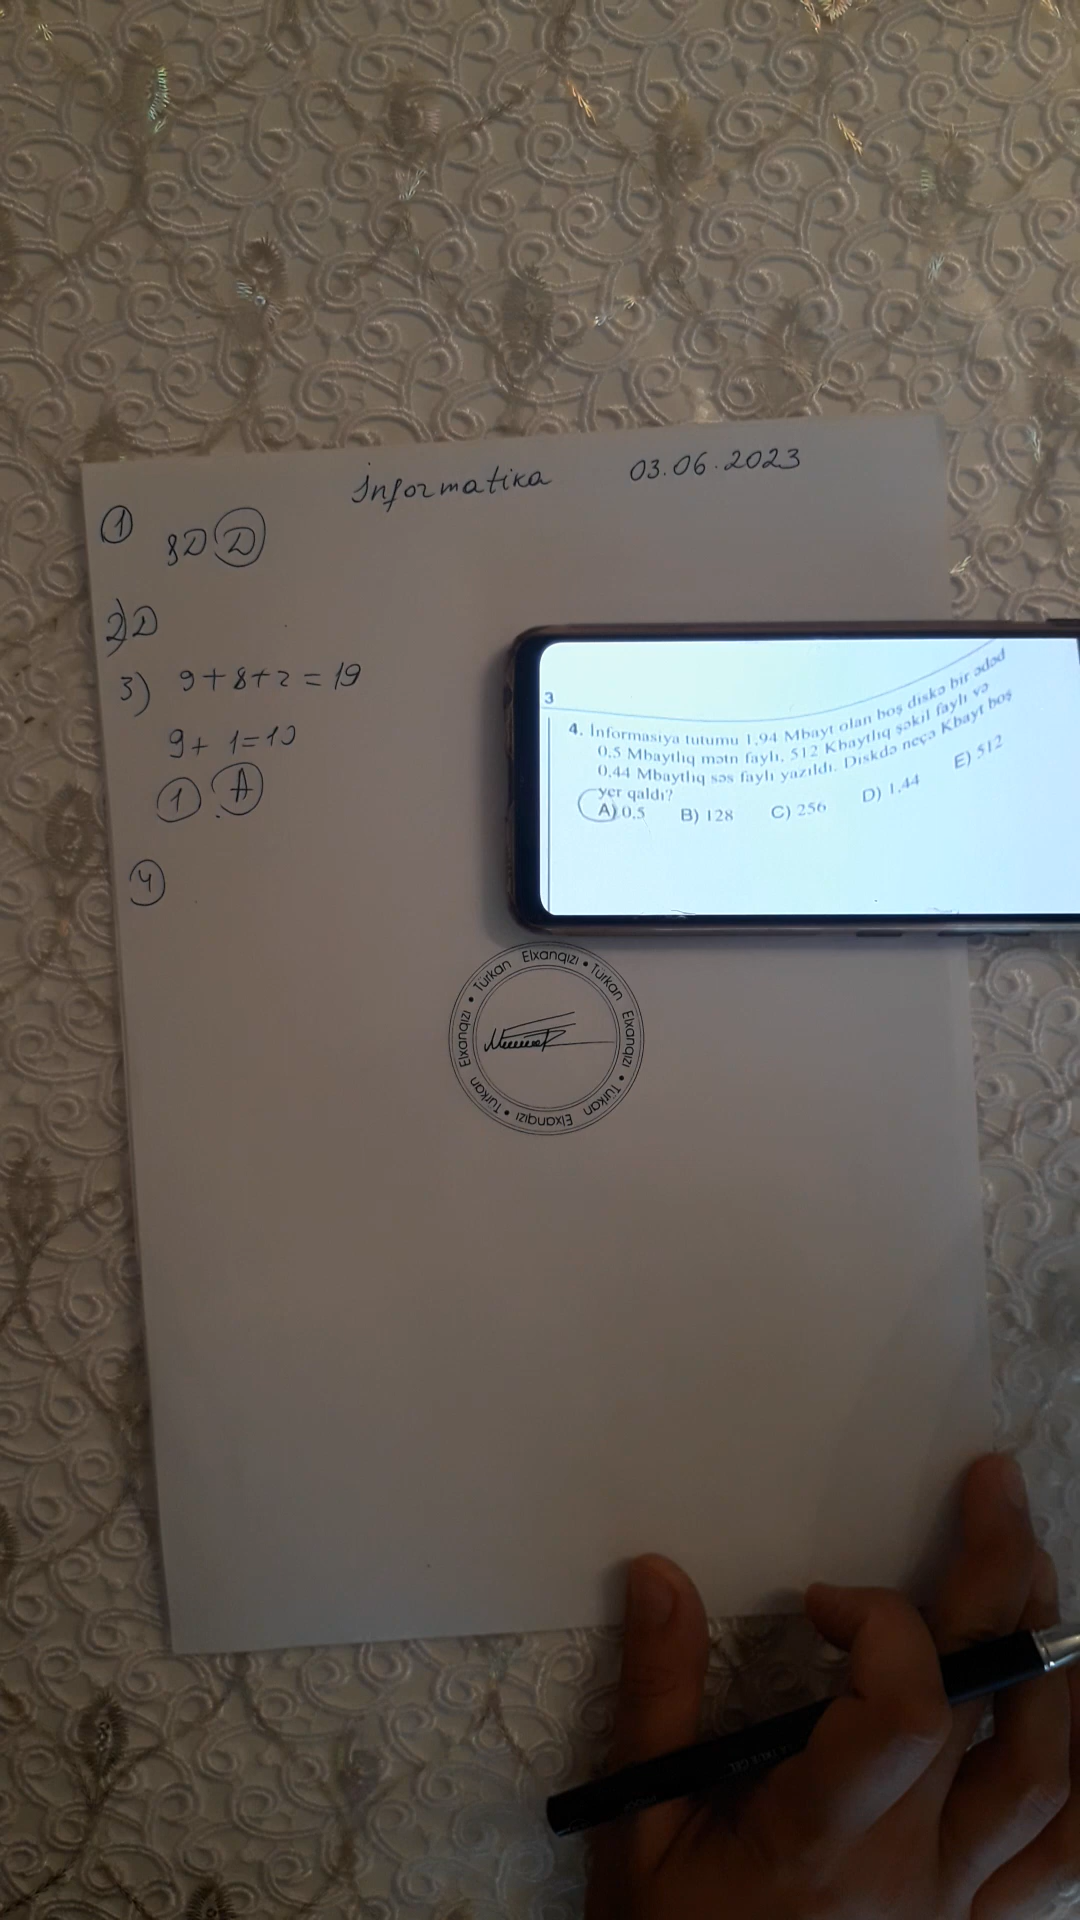 İnformatika 03.06.2023
1
8D D
2) D
3) 9+8+2=19
9+1=10
1. A
4
3
4. İnformasiya tutumu 1,94 Mbayt olan boş diskə bir ədəd
0,5 Mbaytlıq mətn faylı, 512 Kbaytlıq şəkil faylı və
0,44 Mbaytlıq səs faylı yazıldı. Diskdə neçə Kbayt boş
yer qaldı?
A) 0,5 B) 128 C) 256 D) 1,44 E) 512
Türkan Elxanqızı • Türkan Elxanqızı • Türkan Elxanqızı • Türkan Elxanqızı •